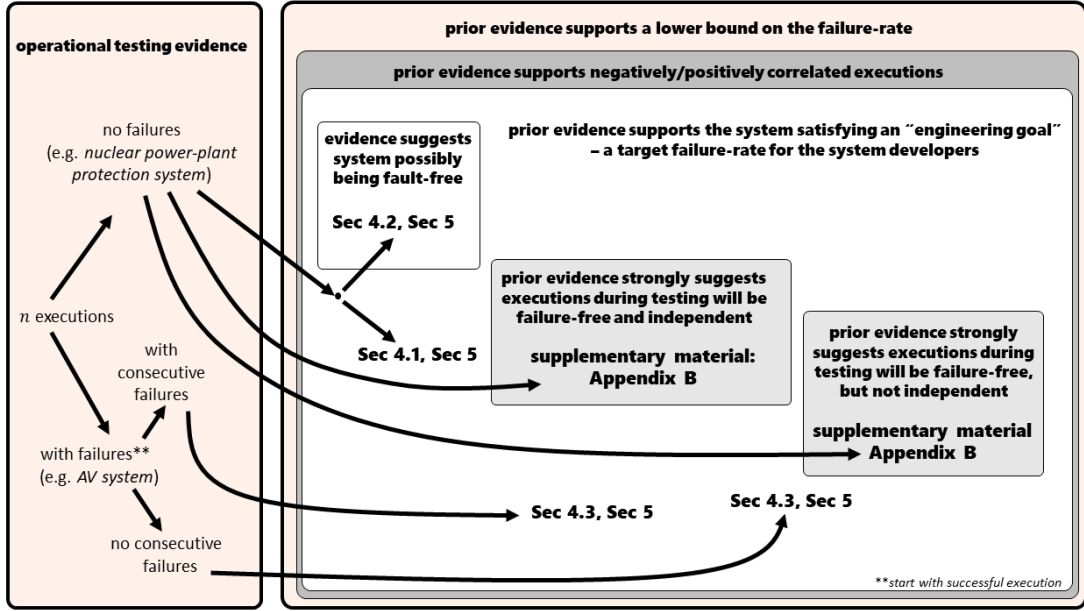 operational testing evidence
no failures
(e.g. nuclear power-plant
protection system)
n executions
with
consecutive
failures
with failures**
(e.g. AV system)
no consecutive
failures
prior evidence supports a lower bound on the failure-rate
prior evidence supports negatively/positively correlated executions
evidence suggests
system possibly
being fault-free
Sec 4.2, Sec 5
prior evidence supports the system satisfying an “engineering goal”
– a target failure-rate for the system developers
Sec 4.1, Sec 5
prior evidence strongly suggests
executions during testing will be
failure-free and independent
supplementary material:
Appendix B
prior evidence strongly
suggests executions during
testing will be failure-free,
but not independent
supplementary material
Appendix B
Sec 4.3, Sec 5
Sec 4.3, Sec 5
**start with successful execution